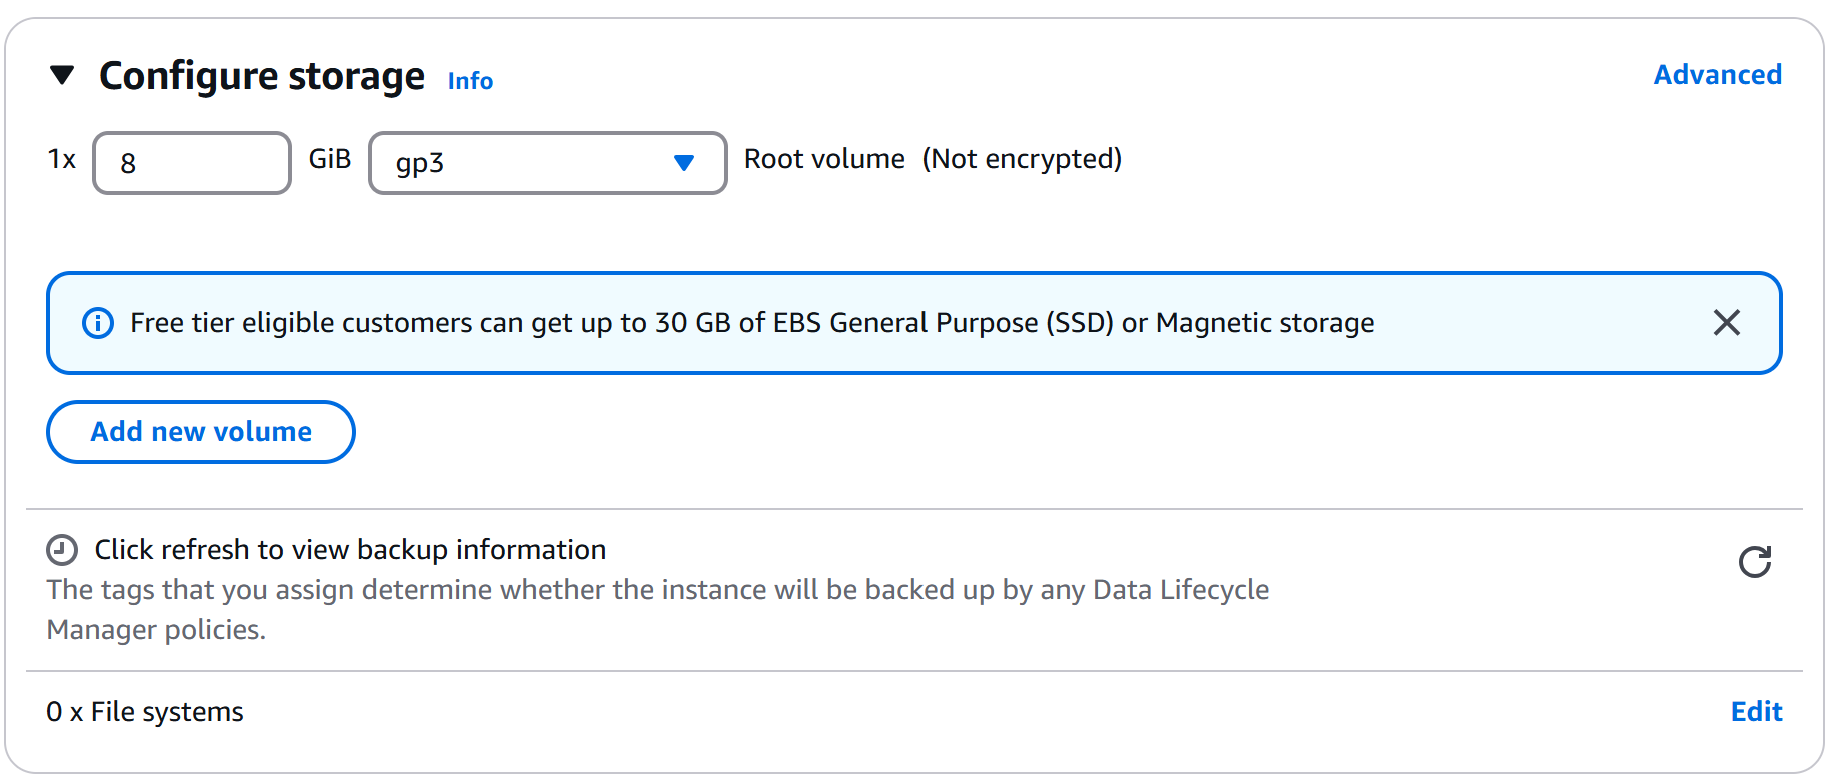 Configure storage Info Advanced
1x 8 GiB gp3 Root volume (Not encrypted)
Free tier eligible customers can get up to 30 GB of EBS General Purpose (SSD) or Magnetic storage
Add new volume
Click refresh to view backup information
The tags that you assign determine whether the instance will be backed up by any Data Lifecycle
Manager policies.
0 x File systems Edit